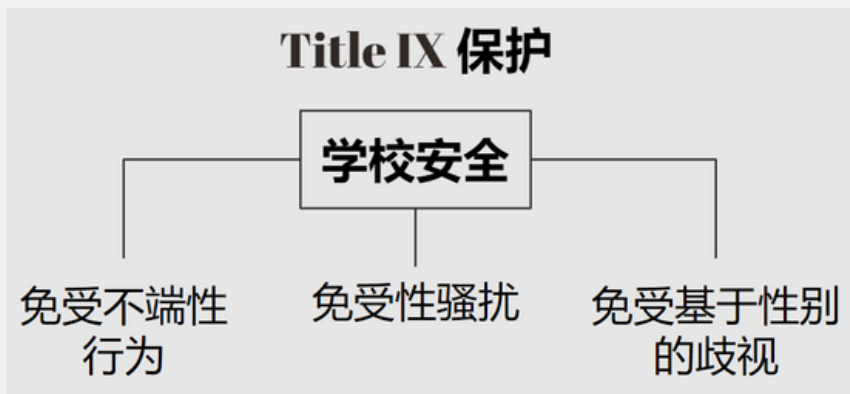 Title IX 保护
学校安全
免受不端性
行为
免受性骚扰
免受基于性别
的歧视